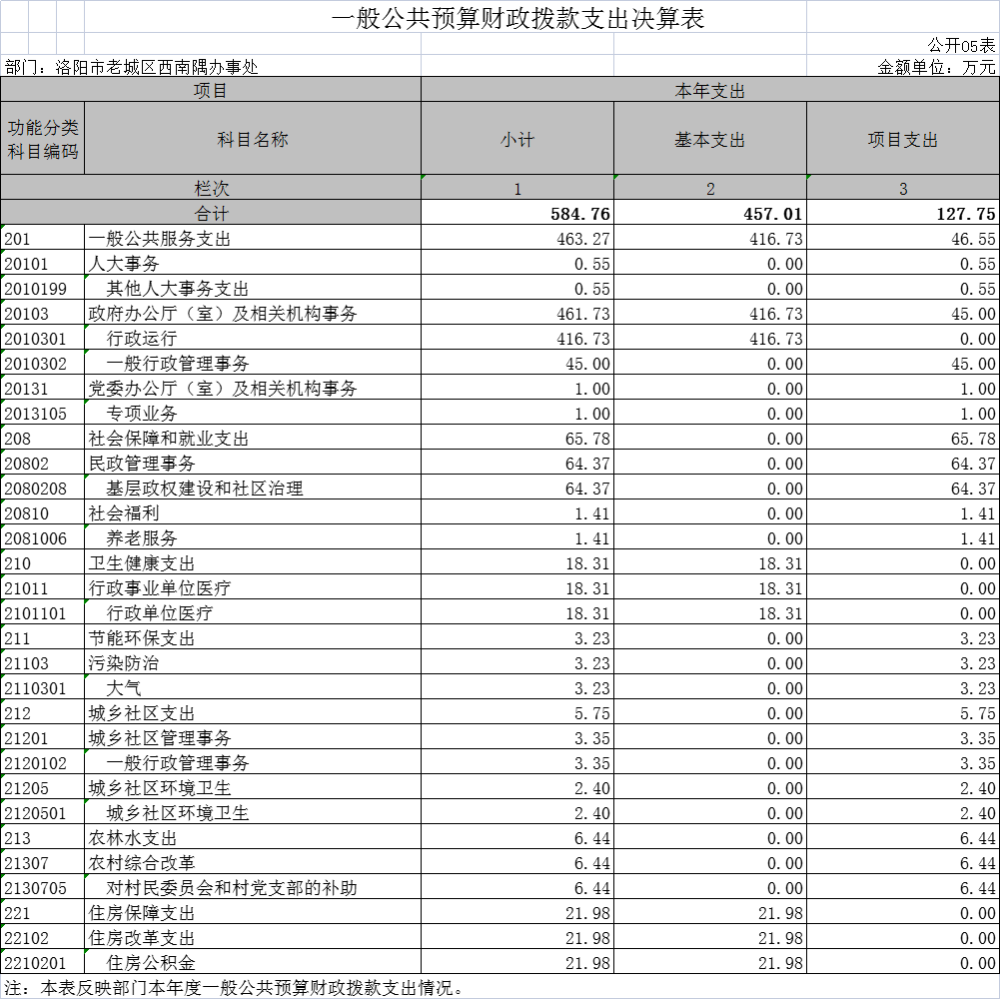 一般公共预算财政拨款支出决算表
公开05表
部门：洛阳市老城区西南隅办事处 金额单位：万元
项目 本年支出
功能分类科目编码 科目名称 小计 基本支出 项目支出
栏次 1 2 3
合计 584.76 457.01 127.75
201 一般公共服务支出 463.27 416.73 46.55
20101 人大事务 0.55 0.00 0.55
2010199 其他人大事务支出 0.55 0.00 0.55
20103 政府办公厅（室）及相关机构事务 461.73 416.73 45.00
2010301 行政运行 416.73 416.73 0.00
2010302 一般行政管理事务 45.00 0.00 45.00
20131 党委办公厅（室）及相关机构事务 1.00 0.00 1.00
2013105 专项业务 1.00 0.00 1.00
208 社会保障和就业支出 65.78 0.00 65.78
20802 民政管理事务 64.37 0.00 64.37
2080208 基层政权建设和社区治理 64.37 0.00 64.37
20810 社会福利 1.41 0.00 1.41
2081006 养老服务 1.41 0.00 1.41
210 卫生健康支出 18.31 18.31 0.00
21011 行政事业单位医疗 18.31 18.31 0.00
2101101 行政单位医疗 18.31 18.31 0.00
211 节能环保支出 3.23 0.00 3.23
21103 污染防治 3.23 0.00 3.23
2110301 大气 3.23 0.00 3.23
212 城乡社区支出 5.75 0.00 5.75
21201 城乡社区管理事务 3.35 0.00 3.35
2120102 一般行政管理事务 3.35 0.00 3.35
21205 城乡社区环境卫生 2.40 0.00 2.40
2120501 城乡社区环境卫生 2.40 0.00 2.40
213 农林水支出 6.44 0.00 6.44
21307 农村综合改革 6.44 0.00 6.44
2130705 对村民委员会和村党支部的补助 6.44 0.00 6.44
221 住房保障支出 21.98 21.98 0.00
22102 住房改革支出 21.98 21.98 0.00
2210201 住房公积金 21.98 21.98 0.00
注：本表反映部门本年度一般公共预算财政拨款支出情况。